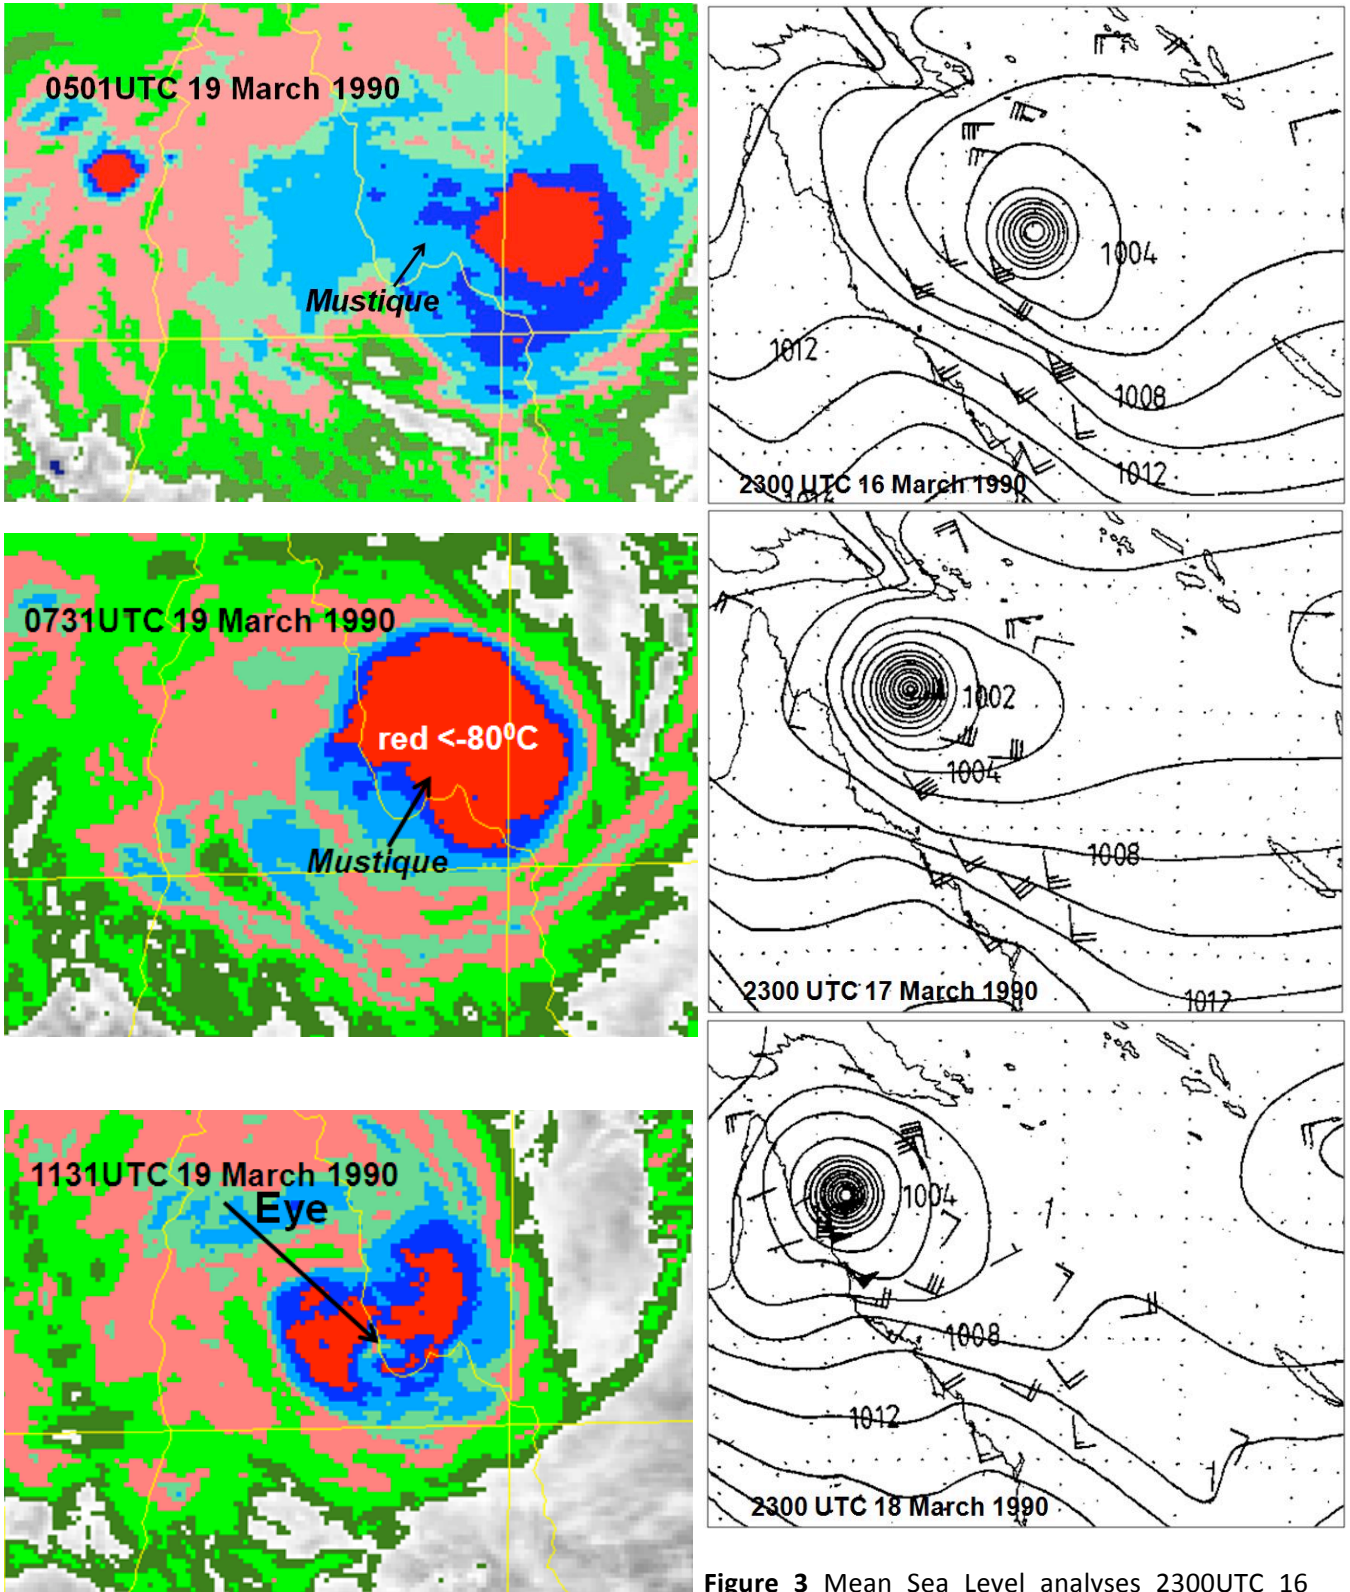 0501UTC 19 March 1990
Mustique
0731UTC 19 March 1990
red <-80⁰C
Mustique
1131UTC 19 March 1990
Eye
1004
1012
1008
1012
2300 UTC 16 March 1990
1002
1004
1008
2300 UTC 17 March 1990
1012
1004
1008
1012
2300 UTC 18 March 1990
Figure 3 Mean Sea Level analyses 2300UTC 16